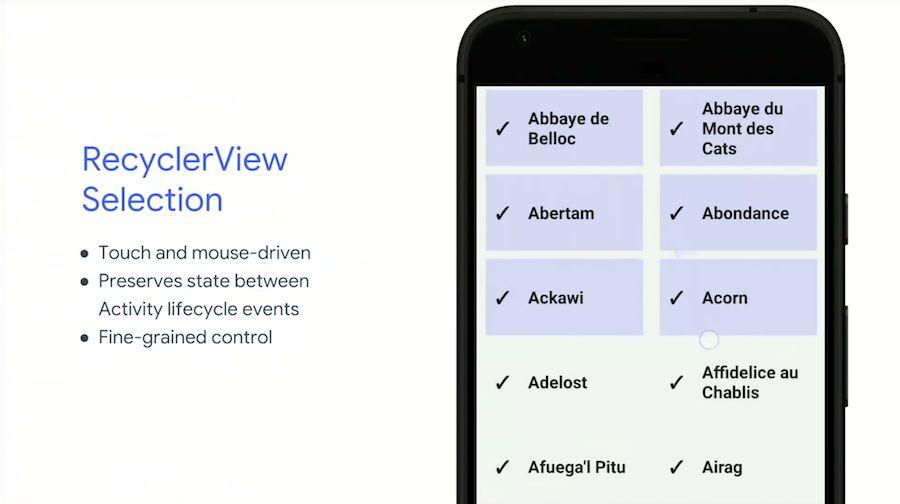 RecyclerView
Selection
● Touch and mouse-driven
● Preserves state between
Activity lifecycle events
● Fine-grained control
✓ Abbaye de
Belloc
✓ Abbaye du
Mont des
Cats
✓ Abertam
✓ Abondance
✓ Ackawi
✓ Acorn
✓ Adelost
✓ Affidelice au
Chablis
✓ Afuega'l Pitu
✓ Airag